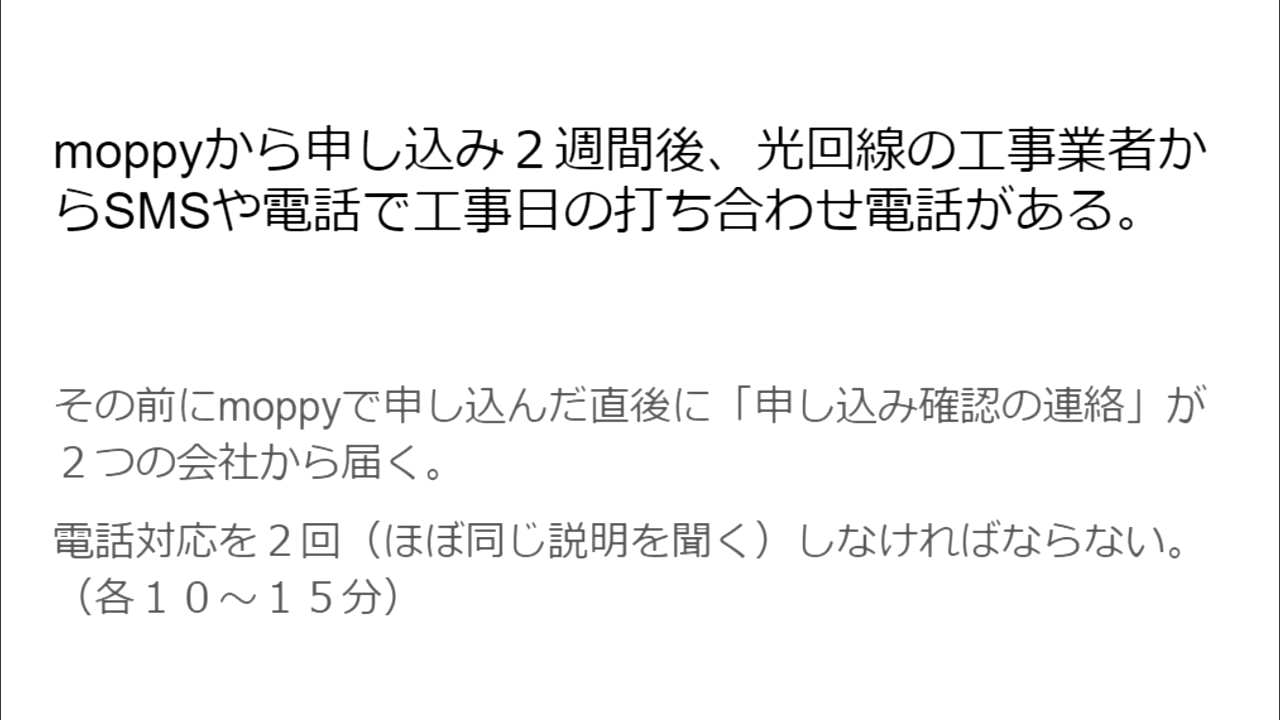 moppyから申し込み２週間後、光回線の工事業者か
らSMSや電話で工事日の打ち合わせ電話がある。
その前にmoppyで申し込んだ直後に「申し込み確認の連絡」が
２つの会社から届く。
電話対応を２回（ほぼ同じ説明を聞く）しなければならない。
（各１０～１５分）